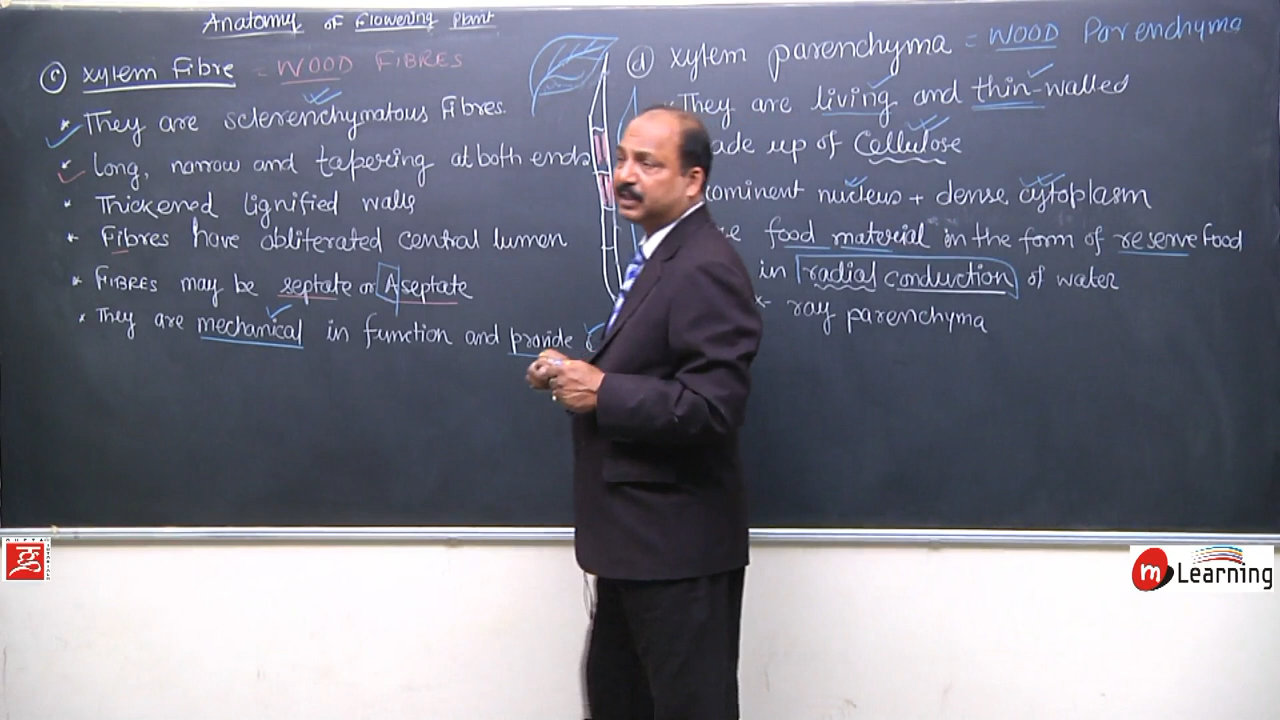 Anatomy of Flowering Plant
(c) Xylem Fibre = WOOD FIBRES
* They are sclerenchymatous Fibres.
* Long, narrow and tapering at both ends
* Thickened lignified walls
* Fibres have obliterated central lumen
* FIBRES may be septate or Aseptate
* They are mechanical in function and provide
(d) Xylem parenchyma = WOOD Parenchyma
* They are living and thin-walled
ade up of Cellulose
ominent nucleus + dense cytoplasm
food material in the form of reserve food
in radial conduction of water
*- ray parenchyma
m Learning